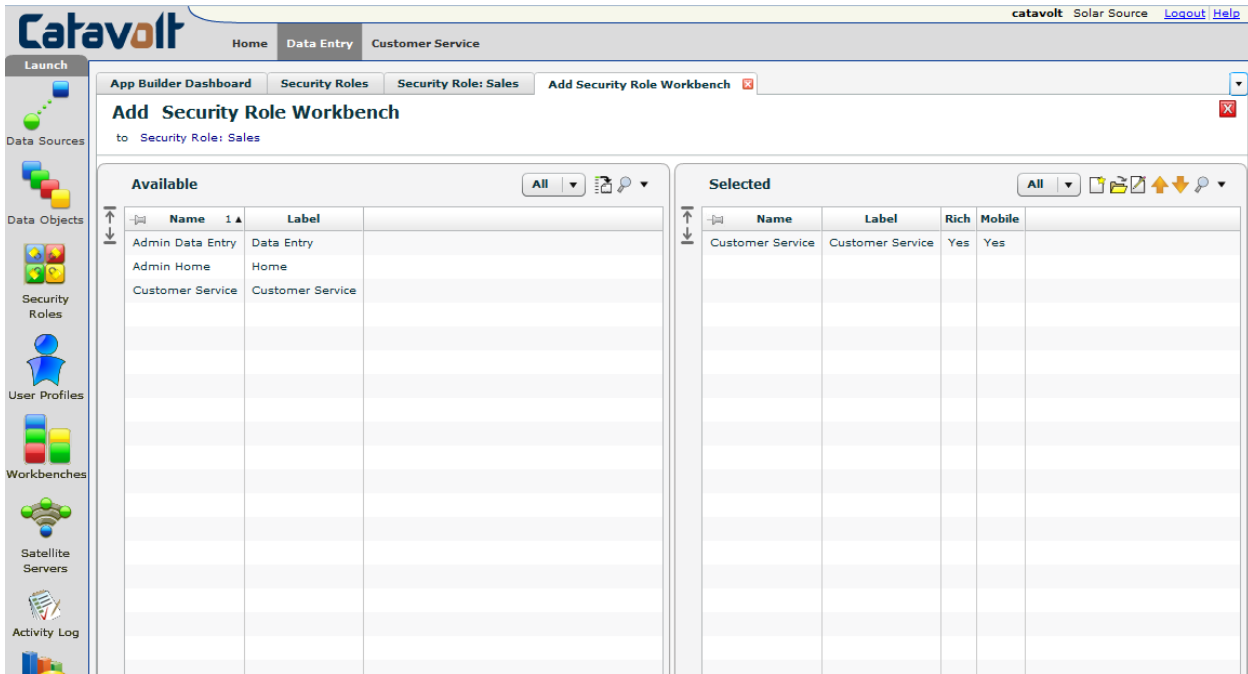 catavolt Solar Source Logout Help
Catavolt
Home Data Entry Customer Service
Launch
Data Sources
Data Objects
Security
Roles
User Profiles
Workbenches
Satellite
Servers
Activity Log
App Builder Dashboard Security Roles Security Role: Sales Add Security Role Workbench
Add Security Role Workbench
to Security Role: Sales
Available All
Name 1 Label
Admin Data Entry Data Entry
Admin Home Home
Customer Service Customer Service
Selected All
Name Label Rich Mobile
Customer Service Customer Service Yes Yes